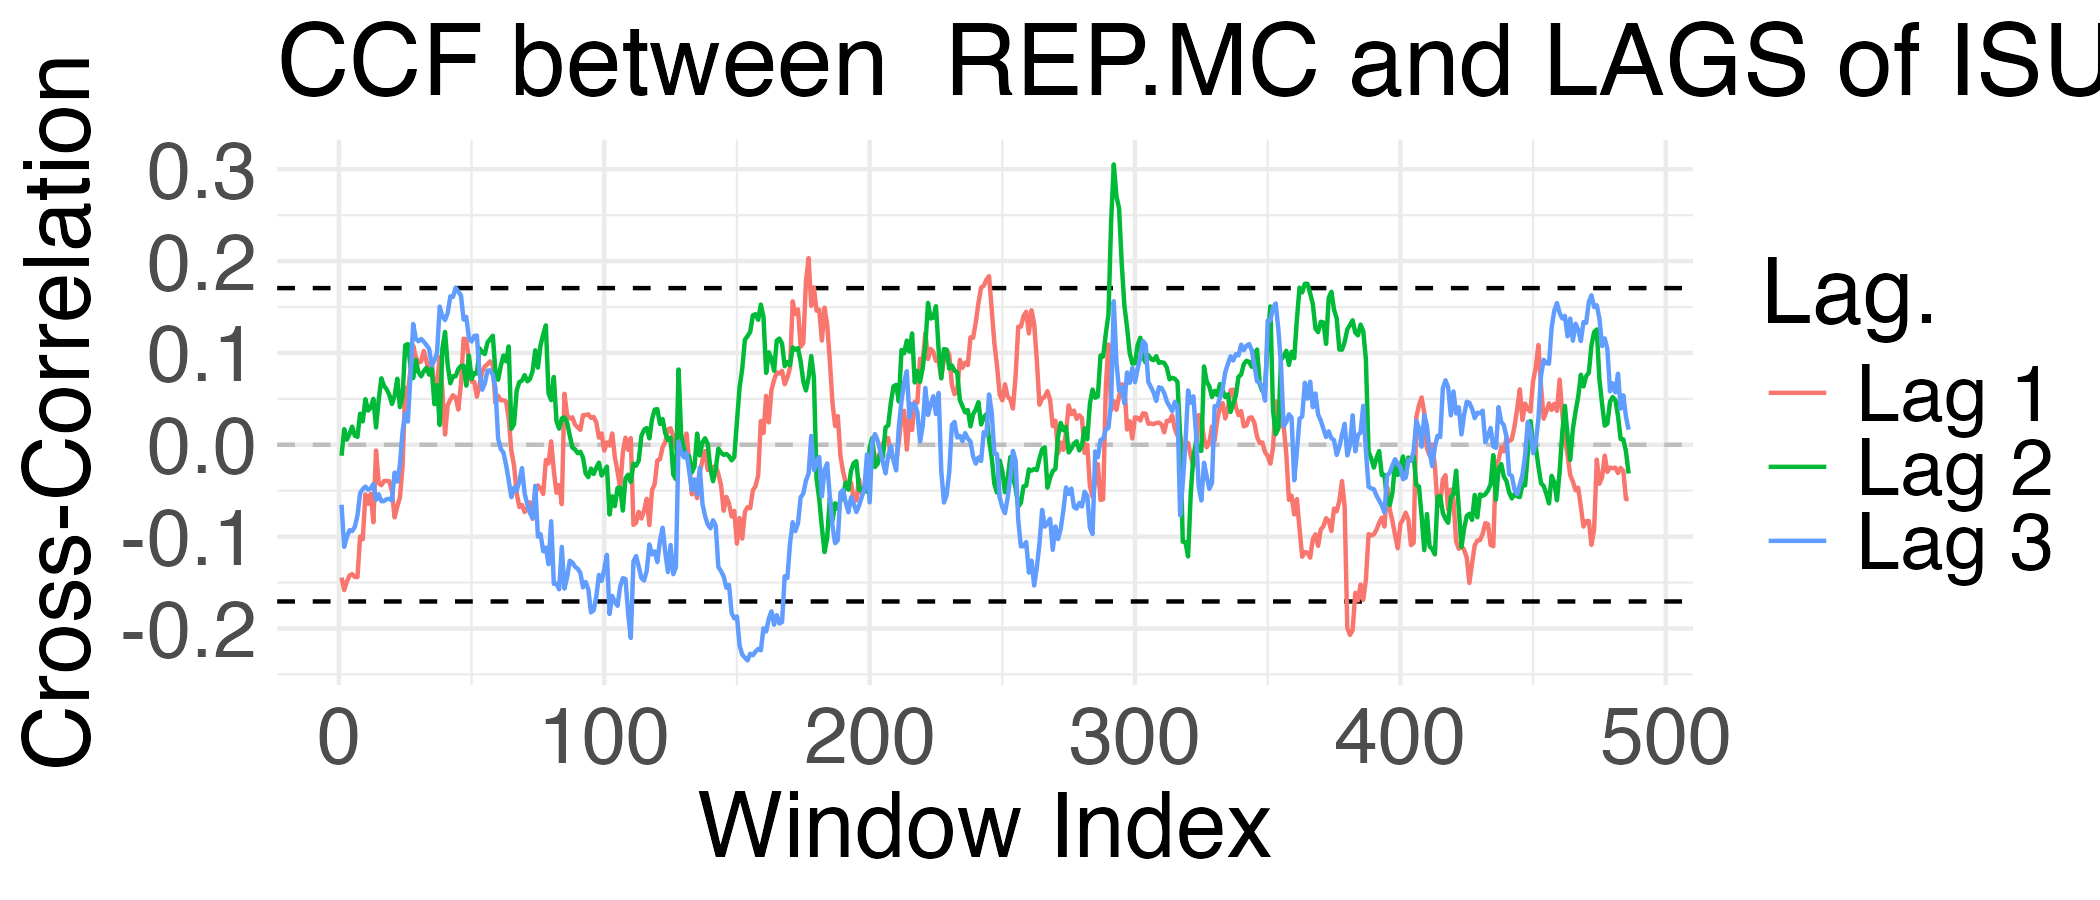 CCF between  REP.MC and LAGS of ISU
Cross-Correlation
0.3
0.2
0.1
0.0
-0.1
-0.2
0 100 200 300 400 500
Window Index
Lag.
Lag 1
Lag 2
Lag 3